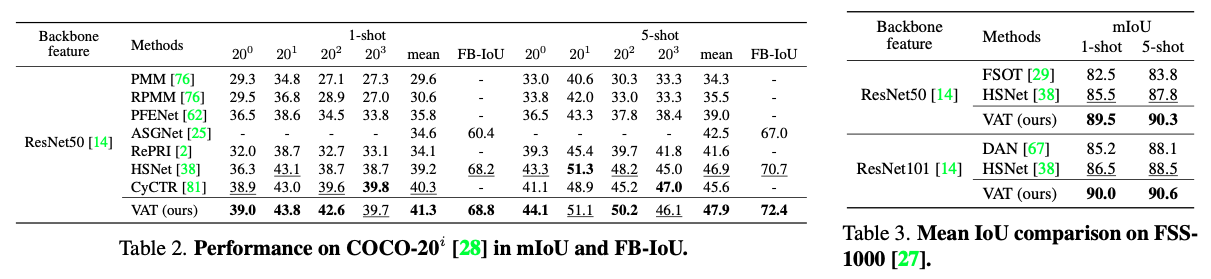 Backbone feature Methods 1-shot 5-shot
20^0 20^1 20^2 20^3 mean FB-IoU 20^0 20^1 20^2 20^3 mean FB-IoU
PMM [76] 29.3 34.8 27.1 27.3 29.6 - 33.0 40.6 30.3 33.3 34.3 -
RPMM [76] 29.5 36.8 28.9 27.0 30.6 - 33.8 42.0 33.0 33.3 35.5 -
PFENet [62] 36.5 38.6 34.5 33.8 35.8 - 36.5 43.3 37.8 38.4 39.0 -
ASGNet [25] - - - - 34.6 60.4 - - - - 42.5 67.0
ResNet50 [14] RePRI [2] 32.0 38.7 32.7 33.1 34.1 - 39.3 45.4 39.7 41.8 41.6 -
HSNet [38] 36.3 43.1 38.7 38.7 39.2 68.2 43.3 51.3 48.2 45.0 46.9 70.7
CyCTR [81] 38.9 43.0 39.6 39.8 40.3 - 41.1 48.9 45.2 47.0 45.6 -
VAT (ours) 39.0 43.8 42.6 39.7 41.3 68.8 44.1 51.1 50.2 46.1 47.9 72.4
Table 2. Performance on COCO-20^i [28] in mIoU and FB-IoU.
Backbone feature Methods mIoU
1-shot 5-shot
FSOT [29] 82.5 83.8
ResNet50 [14] HSNet [38] 85.5 87.8
VAT (ours) 89.5 90.3
DAN [67] 85.2 88.1
ResNet101 [14] HSNet [38] 86.5 88.5
VAT (ours) 90.0 90.6
Table 3. Mean IoU comparison on FSS-
1000 [27].